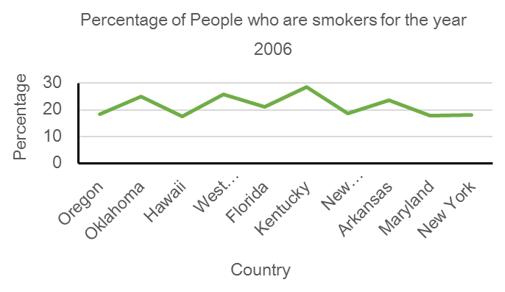 Percentage of People who are smokers for the year
2006
Percentage
30
20
10
0
Oregon
Oklahoma
Hawaii
West…
Florida
Kentucky
New…
Arkansas
Maryland
New York
Country